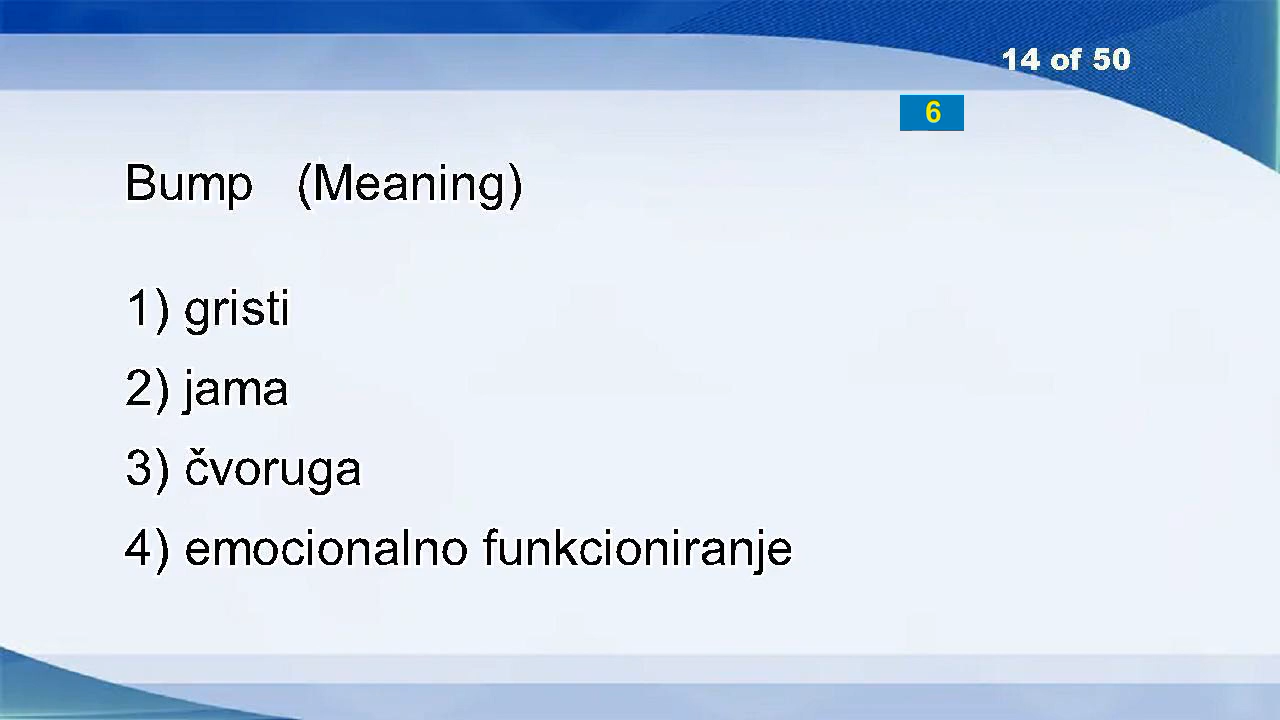 14 of 50
6
Bump (Meaning)
1) gristi
2) jama
3) čvoruga
4) emocionalno funkcioniranje